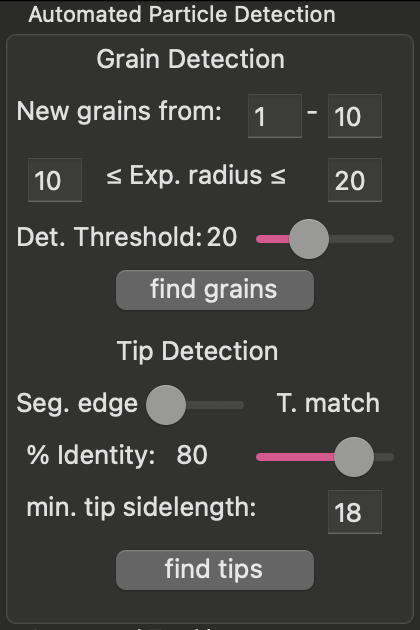 Automated Particle Detection
Grain Detection
New grains from: 1 - 10
10 ≤ Exp. radius ≤ 20
Det. Threshold: 20
find grains
Tip Detection
Seg. edge T. match
% Identity: 80
min. tip sidelength: 18
find tips